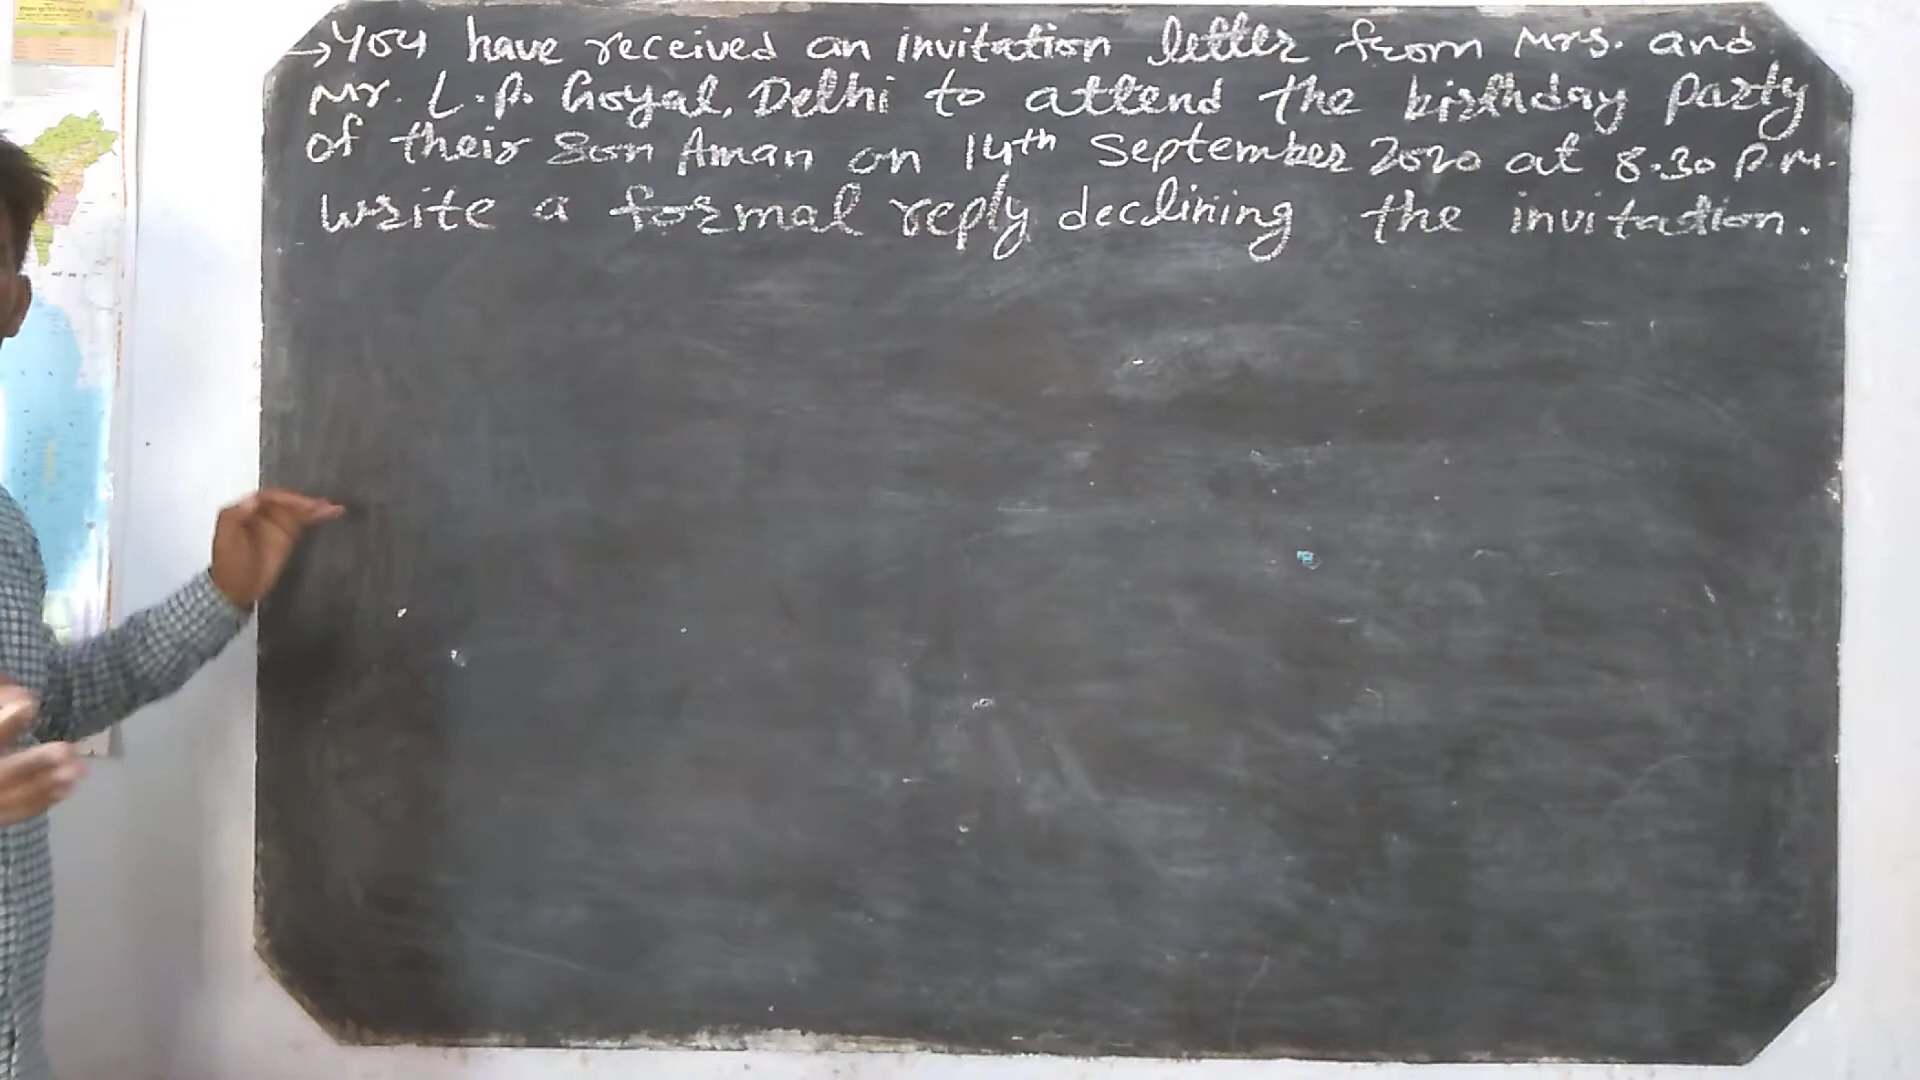 → You have received an invitation letter from Mrs. and
Mr. L.P. Goyal, Delhi to attend the birthday party
of their son Aman on 14th September 2020 at 8.30 P.M.
Write a formal reply declining the invitation.